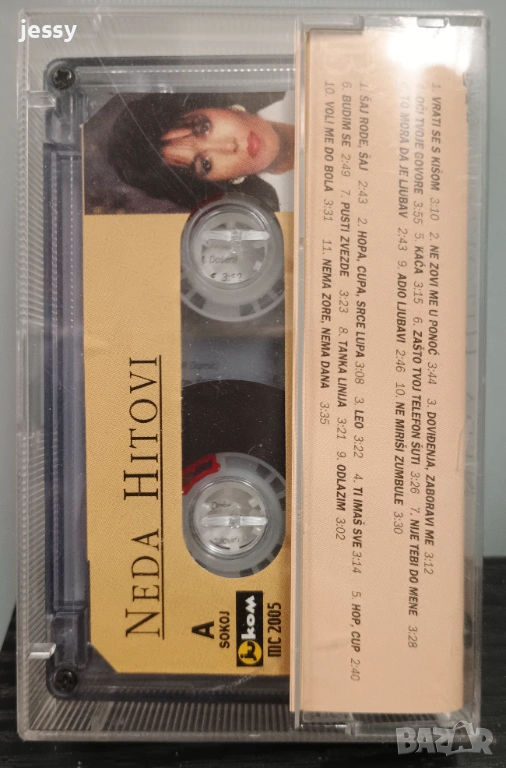 jessy
1. VRATI SE S KIŠOM 3:10 2. NE ZOVI ME U PONOĆ 3:44 3. DOVIĐENJA, ZABORAVI ME 3:12
OČI TVOJE GOVORE 3:55 5. KAĆA 3:15 6. ZAŠTO TVOJ TELEFON ŠUTI 3:26 7. NIJE TEBI DO MENE 3:28
TO MORA DA JE LJUBAV 2:43 9. ADIO LJUBAVI 2:46 10. NE MIRIŠI ZUMBULE 3:30
1. ŠAJ RODE, ŠAJ 2:43 2. HOPA, CUPA, SRCE LUPA 3:08 3. LEO 3:22 4. TI IMAŠ SVE 3:14 5. HOP, CUP 2:40
6. BUDIM SE 2:49 7. PUSTI ZVEZDE 3:23 8. TANKA LINIJA 3:21 9. ODLAZIM 3:02
10. VOLI ME DO BOLA 3:31 11. NEMA ZORE, NEMA DANA 3:35
NEDA HITOVI
A
SOKOJ
kom
MC 2005
BAZAR
jessy